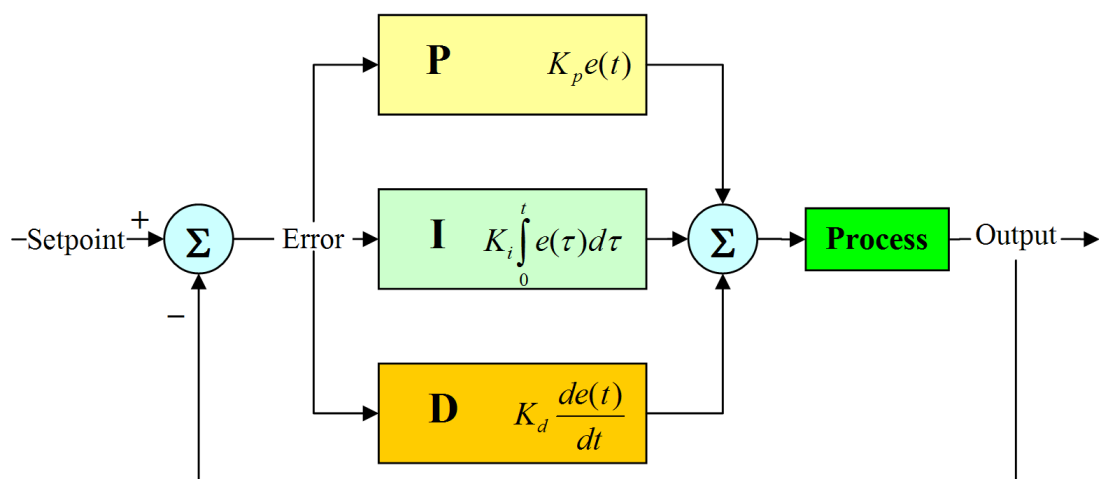 P K_p e(t)
+
Setpoint Σ Error I K_i ∫_0^t e(τ)dτ Σ Process Output
−
D K_d de(t)/dt